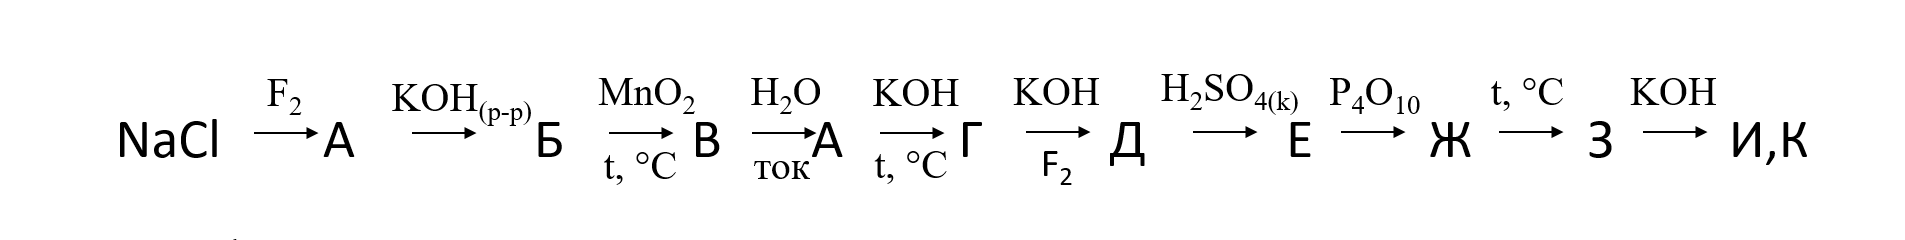 F₂ KOH₍р-р₎ MnO₂ H₂O KOH KOH H₂SO₄₍k₎ P₄O₁₀ t, °C KOH
NaCl → А → Б → В → А → Г → Д → Е → Ж → З → И,К
t, °C ток t, °C F₂